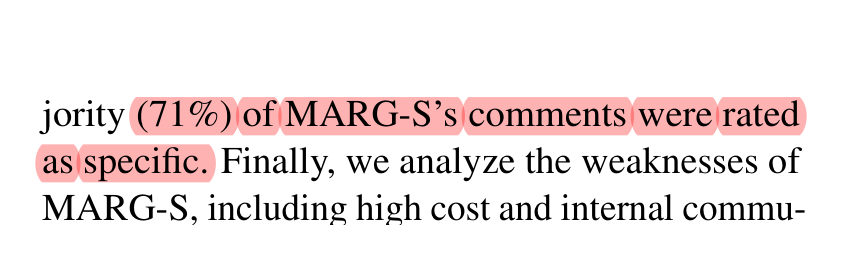 jority (71%) of MARG-S's comments were rated
as specific. Finally, we analyze the weaknesses of
MARG-S, including high cost and internal commu-